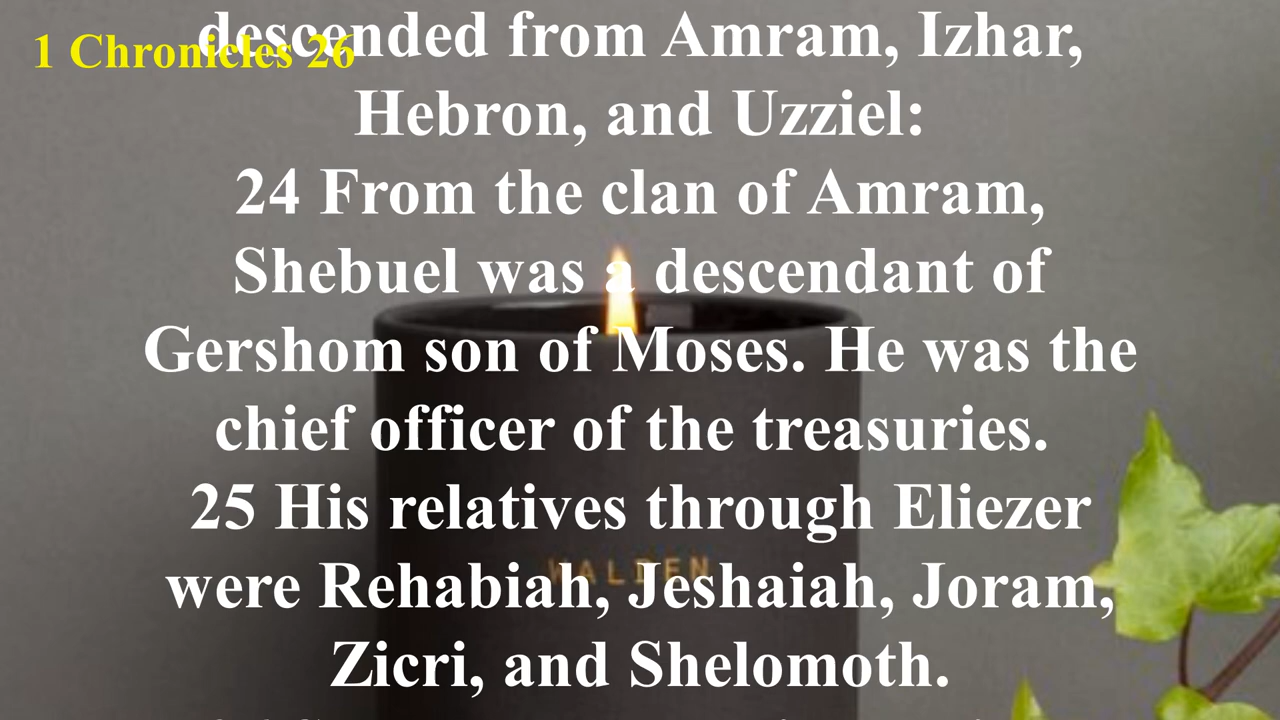 1 Chronicles 26
descended from Amram, Izhar,
Hebron, and Uzziel:
24 From the clan of Amram,
Shebuel was a descendant of
Gershom son of Moses. He was the
chief officer of the treasuries.
25 His relatives through Eliezer
WALDEN
were Rehabiah, Jeshaiah, Joram,
Zicri, and Shelomoth.